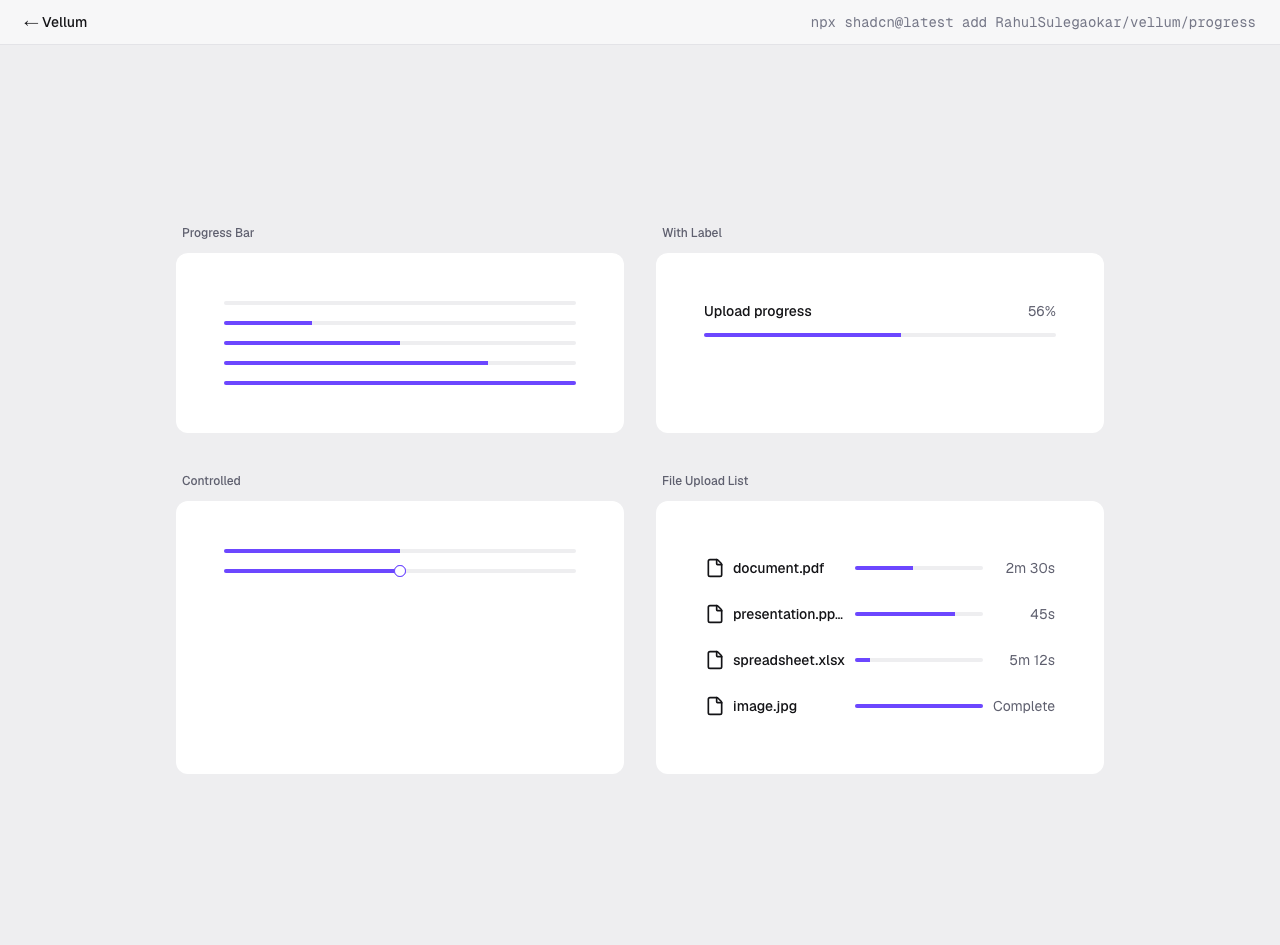 ← Vellum
npx shadcn@latest add RahulSulegaokar/vellum/progress
Progress Bar
With Label
Upload progress 56%
Controlled
File Upload List
document.pdf 2m 30s
presentation.pp… 45s
spreadsheet.xlsx 5m 12s
image.jpg Complete